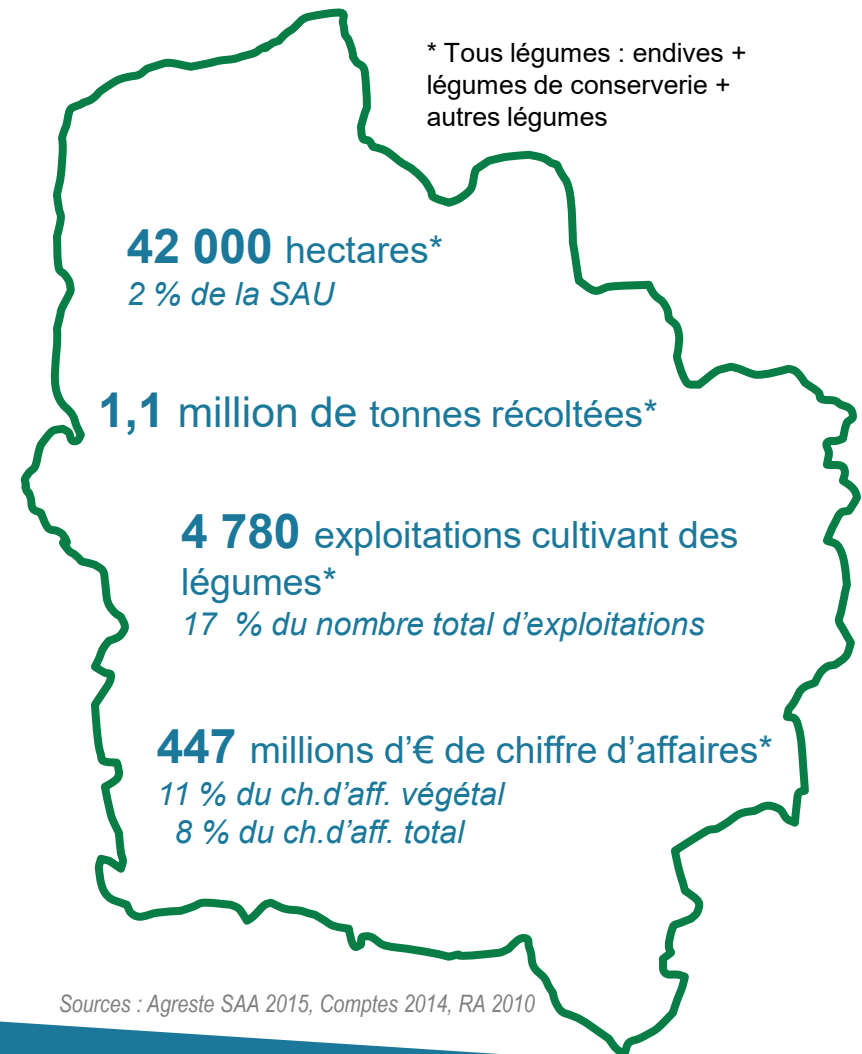 * Tous légumes : endives +
légumes de conserverie +
autres légumes
42 000 hectares*
2 % de la SAU
1,1 million de tonnes récoltées*
4 780 exploitations cultivant des
légumes*
17 % du nombre total d’exploitations
447 millions d’€ de chiffre d’affaires*
11 % du ch.d’aff. végétal
8 % du ch.d’aff. total
Sources : Agreste SAA 2015, Comptes 2014, RA 2010